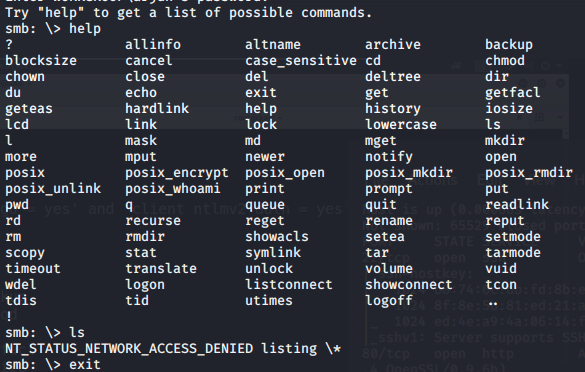 Try "help" to get a list of possible commands.
smb: \> help
? allinfo altname archive backup
blocksize cancel case_sensitive cd chmod
chown close del deltree dir
du echo exit get getfacl
geteas hardlink help history iosize
lcd link lock lowercase ls
l mask md mget mkdir
more mput newer notify open
posix posix_encrypt posix_open posix_mkdir posix_rmdir
posix_unlink posix_whoami print prompt put
pwd q queue quit readlink
rd recurse reget rename reput
rm rmdir showacls setea setmode
scopy stat symlink tar tarmode
timeout translate unlock volume vuid
wdel logon listconnect showconnect tcon
tdis tid utimes logoff ..
!
smb: \> ls
NT_STATUS_NETWORK_ACCESS_DENIED listing \*
smb: \> exit